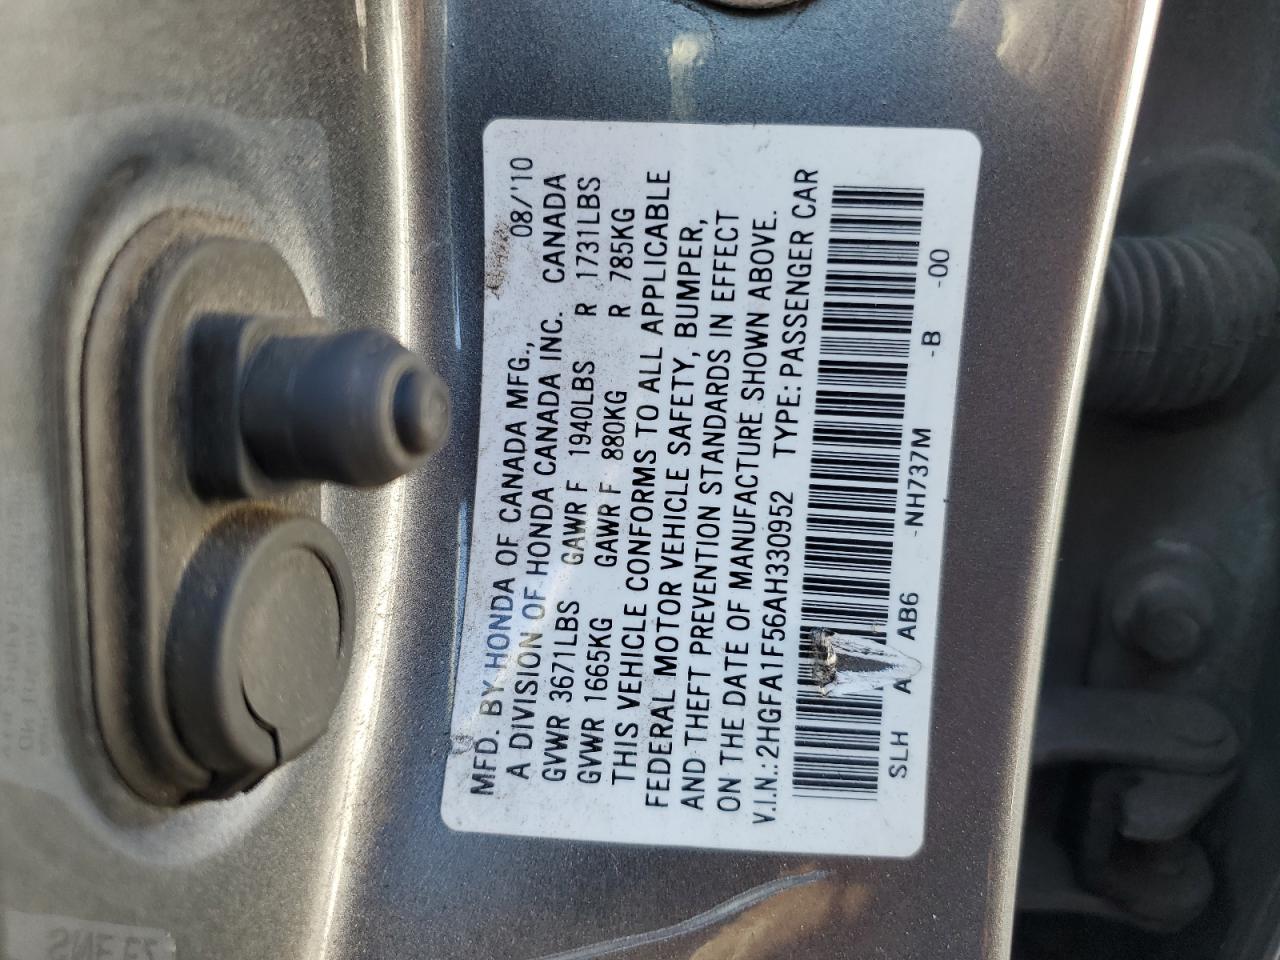 MFD. BY HONDA OF CANADA MFG., 08/'10
A DIVISION OF HONDA CANADA INC. CANADA
GVWR 3671LBS GAWR F 1940LBS R 1731LBS
GVWR 1665KG GAWR F 880KG R 785KG
THIS VEHICLE CONFORMS TO ALL APPLICABLE
FEDERAL MOTOR VEHICLE SAFETY, BUMPER,
AND THEFT PREVENTION STANDARDS IN EFFECT
ON THE DATE OF MANUFACTURE SHOWN ABOVE.
V.I.N.: 2HGFA1F56AH330952 TYPE: PASSENGER CAR
SLH A AB6 -NH737M -B -00